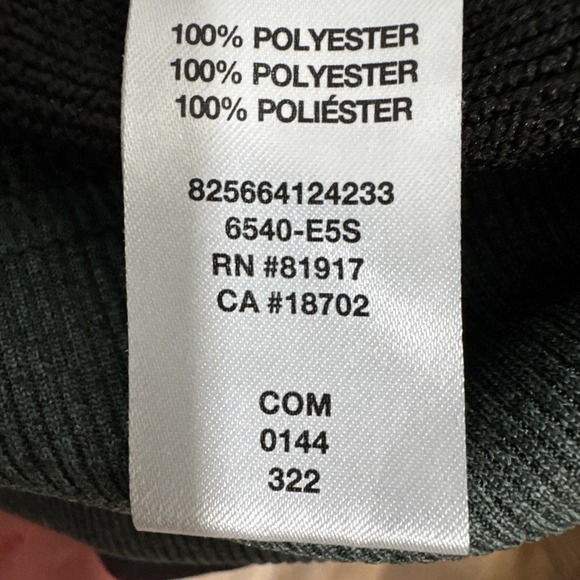 100% POLYESTER
100% POLYESTER
100% POLIÉSTER
825664124233
6540-E5S
RN #81917
CA #18702
COM
0144
322